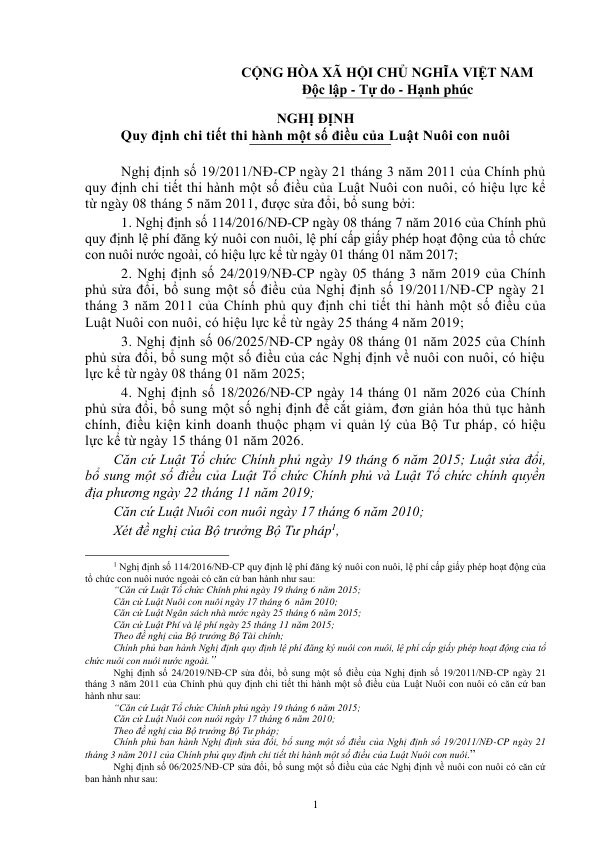 CỘNG HÒA XÃ HỘI CHỦ NGHĨA VIỆT NAM
Độc lập - Tự do - Hạnh phúc
NGHỊ ĐỊNH
Quy định chi tiết thi hành một số điều của Luật Nuôi con nuôi
Nghị định số 19/2011/NĐ-CP ngày 21 tháng 3 năm 2011 của Chính phủ
quy định chi tiết thi hành một số điều của Luật Nuôi con nuôi, có hiệu lực kể
từ ngày 08 tháng 5 năm 2011, được sửa đổi, bổ sung bởi:
1. Nghị định số 114/2016/NĐ-CP ngày 08 tháng 7 năm 2016 của Chính phủ
quy định lệ phí đăng ký nuôi con nuôi, lệ phí cấp giấy phép hoạt động của tổ chức
con nuôi nước ngoài, có hiệu lực kể từ ngày 01 tháng 01 năm 2017;
2. Nghị định số 24/2019/NĐ-CP ngày 05 tháng 3 năm 2019 của Chính
phủ sửa đổi, bổ sung một số điều của Nghị định số 19/2011/NĐ-CP ngày 21
tháng 3 năm 2011 của Chính phủ quy định chi tiết thi hành một số điều của
Luật Nuôi con nuôi, có hiệu lực kể từ ngày 25 tháng 4 năm 2019;
3. Nghị định số 06/2025/NĐ-CP ngày 08 tháng 01 năm 2025 của Chính
phủ sửa đổi, bổ sung một số điều của các Nghị định về nuôi con nuôi, có hiệu
lực kể từ ngày 08 tháng 01 năm 2025;
4. Nghị định số 18/2026/NĐ-CP ngày 14 tháng 01 năm 2026 của Chính
phủ sửa đổi, bổ sung một số nghị định để cắt giảm, đơn giản hóa thủ tục hành
chính, điều kiện kinh doanh thuộc phạm vi quản lý của Bộ Tư pháp, có hiệu
lực kể từ ngày 15 tháng 01 năm 2026.
Căn cứ Luật Tổ chức Chính phủ ngày 19 tháng 6 năm 2015; Luật sửa đổi,
bổ sung một số điều của Luật Tổ chức Chính phủ và Luật Tổ chức chính quyền
địa phương ngày 22 tháng 11 năm 2019;
Căn cứ Luật Nuôi con nuôi ngày 17 tháng 6 năm 2010;
Xét đề nghị của Bộ trưởng Bộ Tư pháp¹,
¹ Nghị định số 114/2016/NĐ-CP quy định lệ phí đăng ký nuôi con nuôi, lệ phí cấp giấy phép hoạt động của
tổ chức con nuôi nước ngoài có căn cứ ban hành như sau:
“Căn cứ Luật Tổ chức Chính phủ ngày 19 tháng 6 năm 2015;
Căn cứ Luật Nuôi con nuôi ngày 17 tháng 6 năm 2010;
Căn cứ Luật Ngân sách nhà nước ngày 25 tháng 6 năm 2015;
Căn cứ Luật Phí và lệ phí ngày 25 tháng 11 năm 2015;
Theo đề nghị của Bộ trưởng Bộ Tài chính;
Chính phủ ban hành Nghị định quy định lệ phí đăng ký nuôi con nuôi, lệ phí cấp giấy phép hoạt động của tổ
chức nuôi con nuôi nước ngoài.”
Nghị định số 24/2019/NĐ-CP sửa đổi, bổ sung một số điều của Nghị định số 19/2011/NĐ-CP ngày 21
tháng 3 năm 2011 của Chính phủ quy định chi tiết thi hành một số điều của Luật Nuôi con nuôi có căn cứ ban
hành như sau:
“Căn cứ Luật Tổ chức Chính phủ ngày 19 tháng 6 năm 2015;
Căn cứ Luật Nuôi con nuôi ngày 17 tháng 6 năm 2010;
Theo đề nghị của Bộ trưởng Bộ Tư pháp;
Chính phủ ban hành Nghị định sửa đổi, bổ sung một số điều của Nghị định số 19/2011/NĐ-CP ngày 21
tháng 3 năm 2011 của Chính phủ quy định chi tiết thi hành một số điều của Luật Nuôi con nuôi.”
Nghị định số 06/2025/NĐ-CP sửa đổi, bổ sung một số điều của các Nghị định về nuôi con nuôi có căn cứ
ban hành như sau:
1